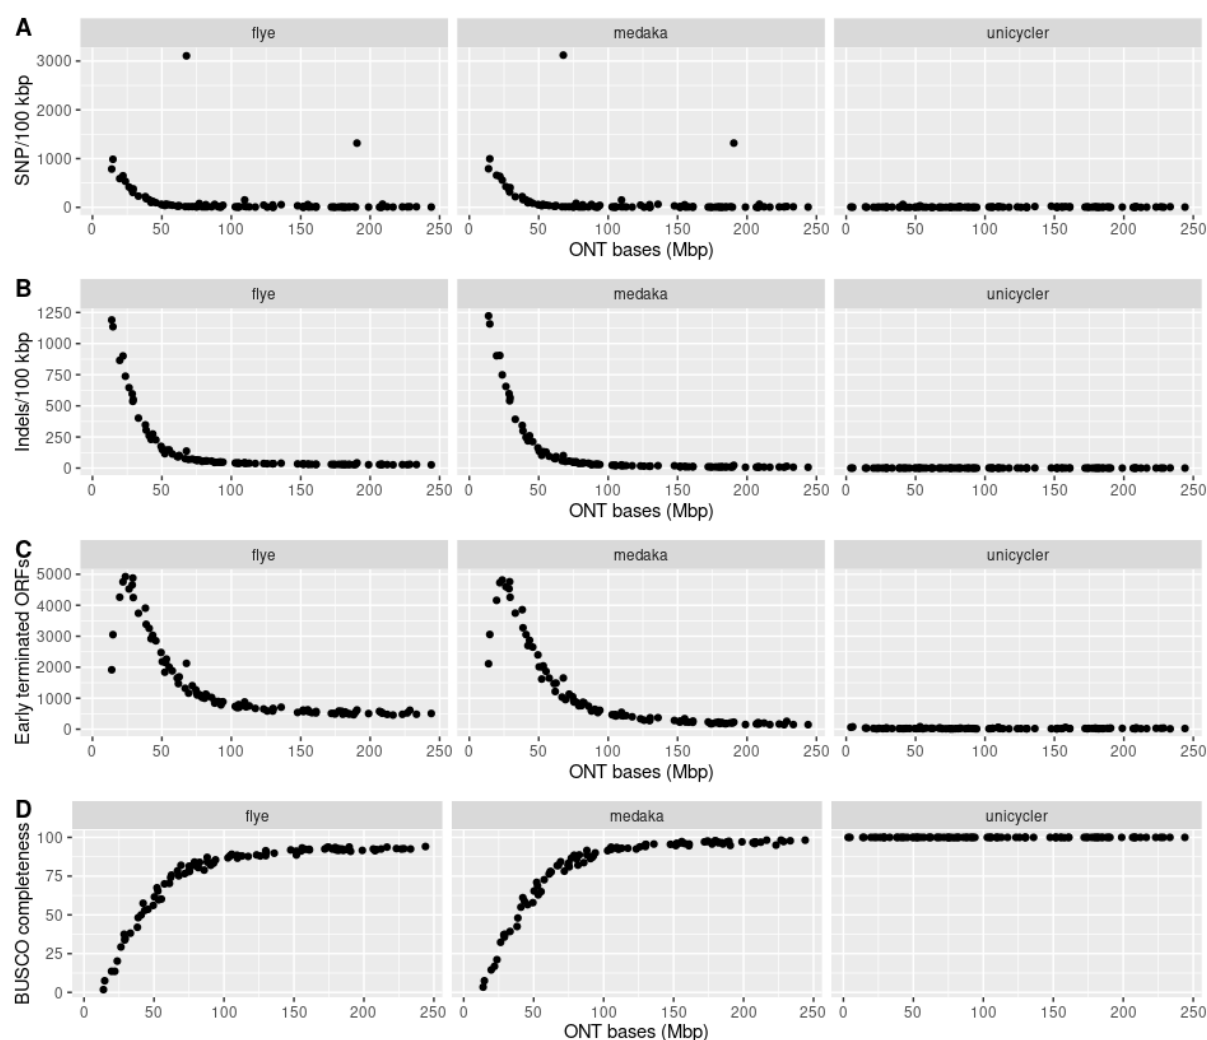 A
flye medaka unicycler
SNP/100 kbp
3000
2000
1000
0
0 50 100 150 200 250 0 50 100 150 200 250 0 50 100 150 200 250
ONT bases (Mbp)
B
flye medaka unicycler
Indels/100 kbp
1250
1000
750
500
250
0
0 50 100 150 200 250 0 50 100 150 200 250 0 50 100 150 200 250
ONT bases (Mbp)
C
flye medaka unicycler
Early terminated ORFs
5000
4000
3000
2000
1000
0
0 50 100 150 200 250 0 50 100 150 200 250 0 50 100 150 200 250
ONT bases (Mbp)
D
flye medaka unicycler
BUSCO completeness
100
75
50
25
0
0 50 100 150 200 250 0 50 100 150 200 250 0 50 100 150 200 250
ONT bases (Mbp)